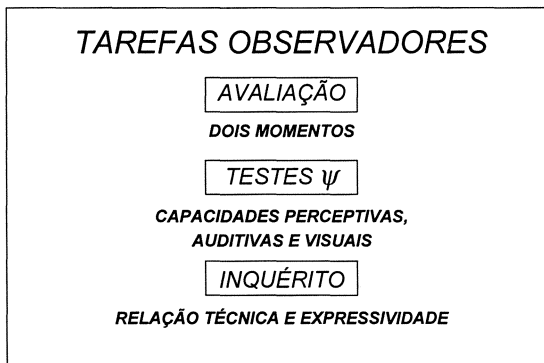 TAREFAS OBSERVADORES
AVALIAÇÃO
DOIS MOMENTOS
TESTES ψ
CAPACIDADES PERCEPTIVAS,
AUDITIVAS E VISUAIS
INQUÉRITO
RELAÇÃO TÉCNICA E EXPRESSIVIDADE